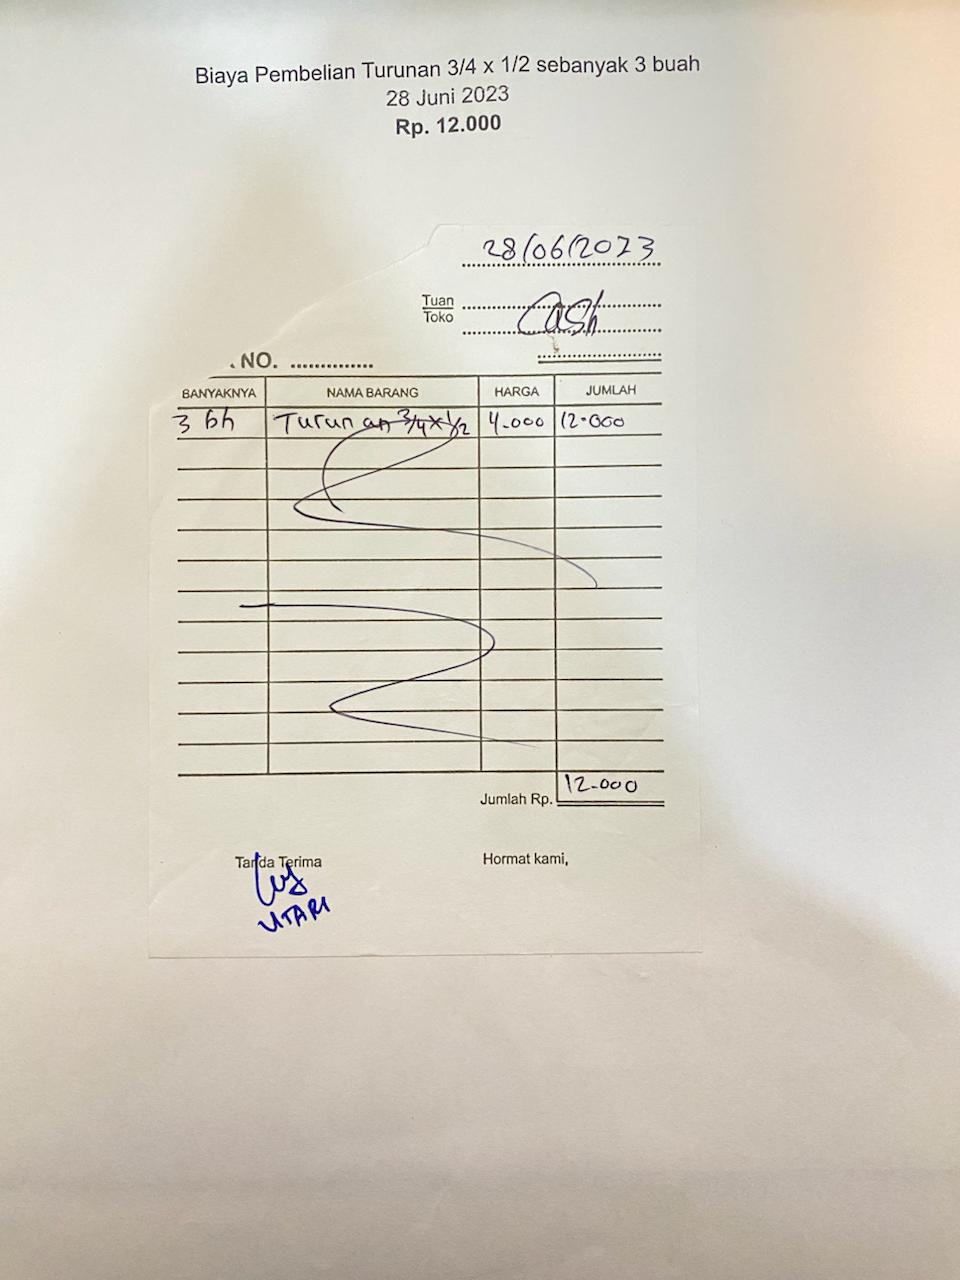 Biaya Pembelian Turunan 3/4 x 1/2 sebanyak 3 buah
28 Juni 2023
Rp. 12.000
28/06/2023
Tuan
Toko
Cash
NO. ...............
BANYAKNYA NAMA BARANG HARGA JUMLAH
3 bh Turunan 3/4 x 1/2 4.000 12.000
Jumlah Rp. 12.000
Tanda Terima Hormat kami,
UTARI